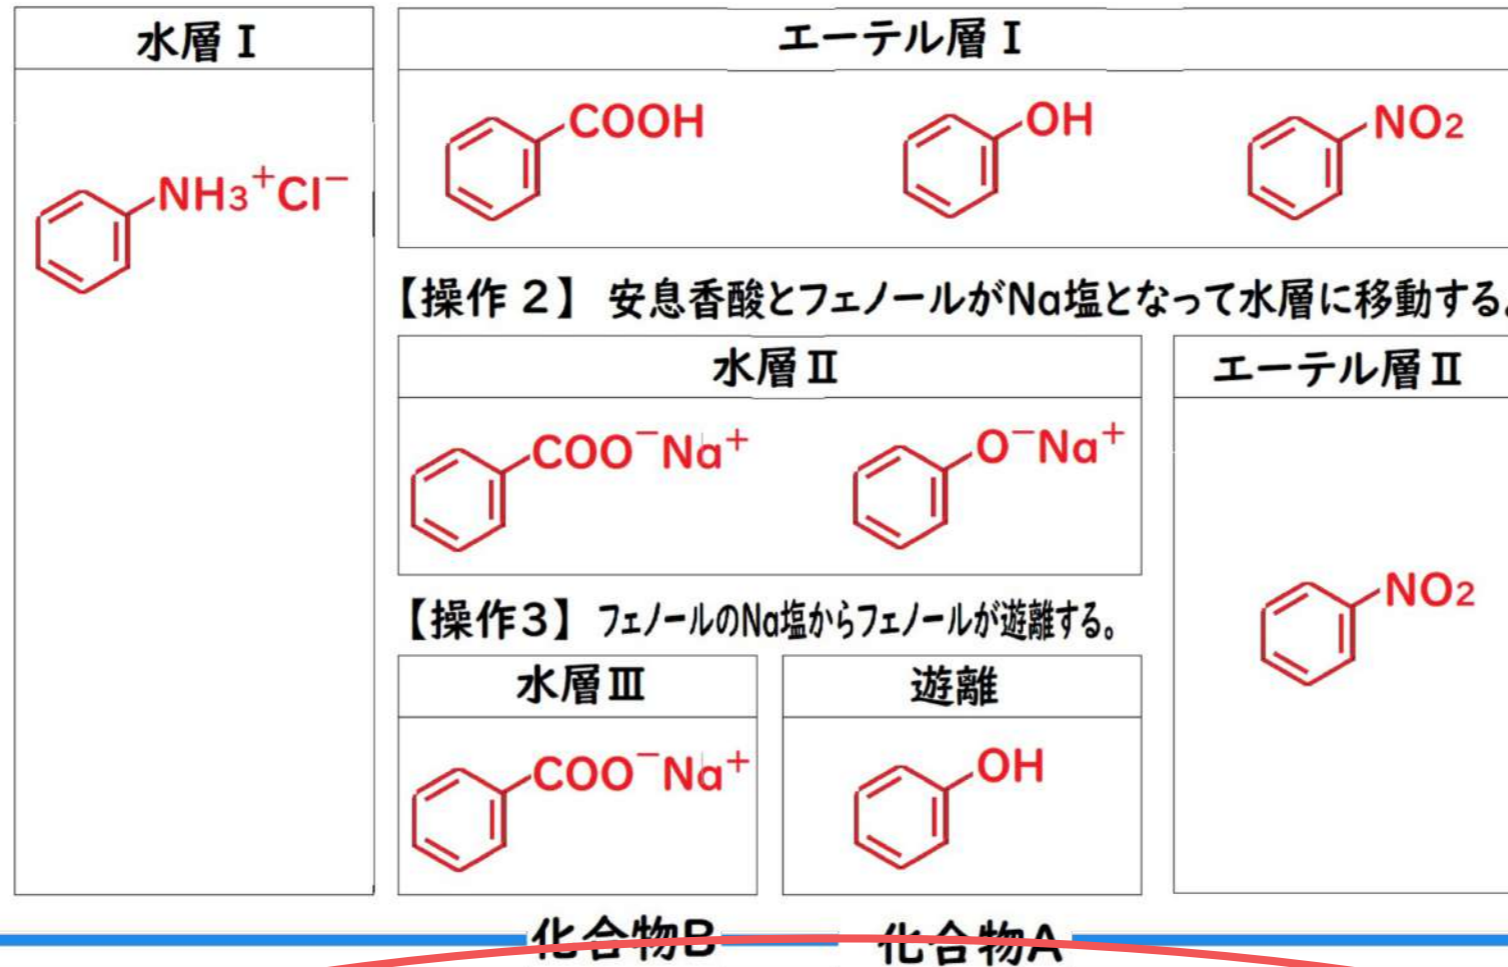 水層Ⅰ
エーテル層Ⅰ
NH3+Cl−
COOH
OH
NO2
【操作2】 安息香酸とフェノールがNa塩となって水層に移動する。
水層Ⅱ
エーテル層Ⅱ
COO−Na+
O−Na+
NO2
【操作3】 フェノールのNa塩からフェノールが遊離する。
水層Ⅲ
遊離
COO−Na+
OH
化合物B
化合物A